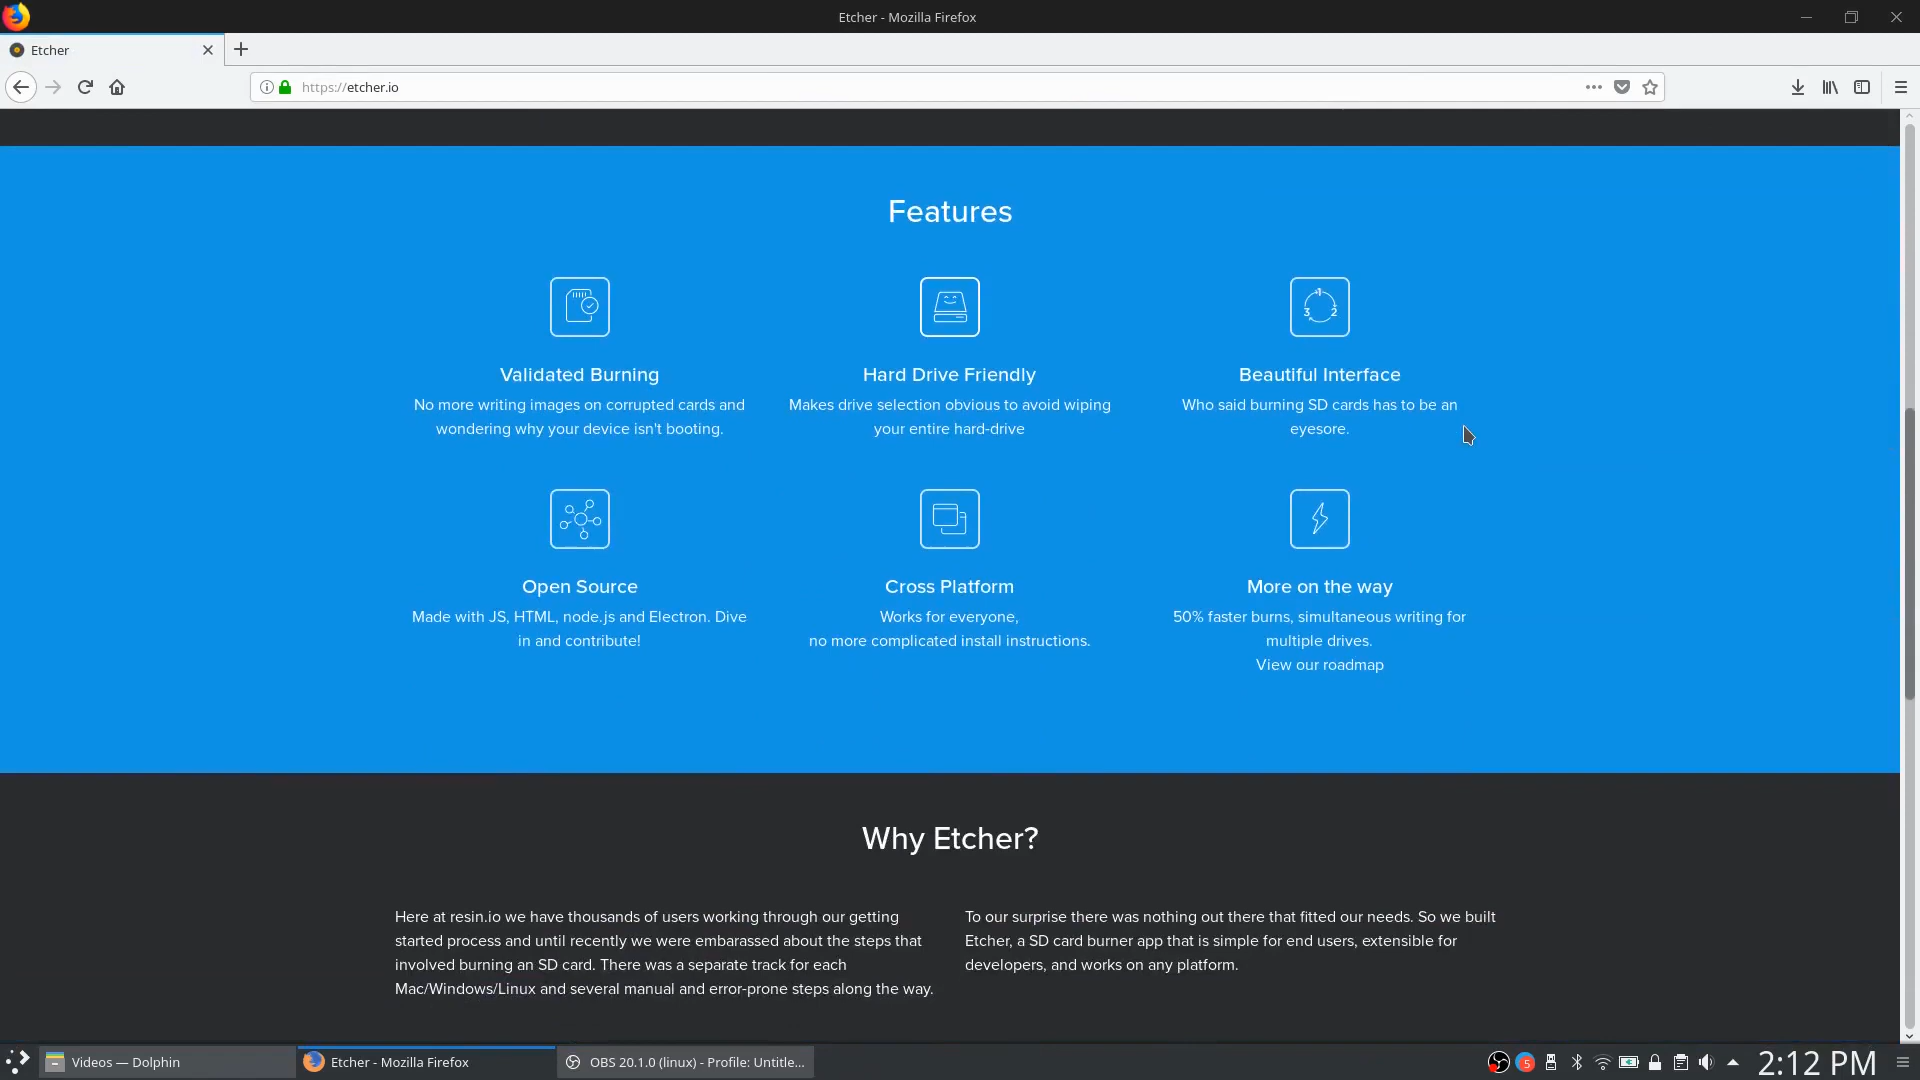 Etcher - Mozilla Firefox
Etcher
https://etcher.io
Features
Validated Burning
No more writing images on corrupted cards and
wondering why your device isn't booting.
Hard Drive Friendly
Makes drive selection obvious to avoid wiping
your entire hard-drive
1
2
3
Beautiful Interface
Who said burning SD cards has to be an
eyesore.
Open Source
Made with JS, HTML, node.js and Electron. Dive
in and contribute!
Cross Platform
Works for everyone,
no more complicated install instructions.
More on the way
50% faster burns, simultaneous writing for
multiple drives.
View our roadmap
Why Etcher?
Here at resin.io we have thousands of users working through our getting
started process and until recently we were embarassed about the steps that
involved burning an SD card. There was a separate track for each
Mac/Windows/Linux and several manual and error-prone steps along the way.
To our surprise there was nothing out there that fitted our needs. So we built
Etcher, a SD card burner app that is simple for end users, extensible for
developers, and works on any platform.
Videos — Dolphin
Etcher - Mozilla Firefox
OBS 20.1.0 (linux) - Profile: Untitle...
5
2:12 PM